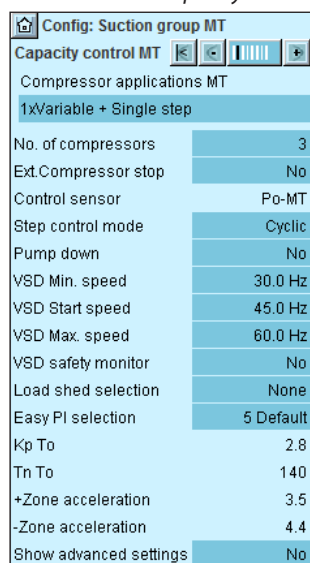 Config: Suction group MT
Capacity control MT
Compressor applications MT
1xVariable + Single step
No. of compressors 3
Ext.Compressor stop No
Control sensor Po-MT
Step control mode Cyclic
Pump down No
VSD Min. speed 30.0 Hz
VSD Start speed 45.0 Hz
VSD Max. speed 60.0 Hz
VSD safety monitor No
Load shed selection None
Easy PI selection 5 Default
Kp To 2.8
Tn To 140
+Zone acceleration 3.5
-Zone acceleration 4.4
Show advanced settings No